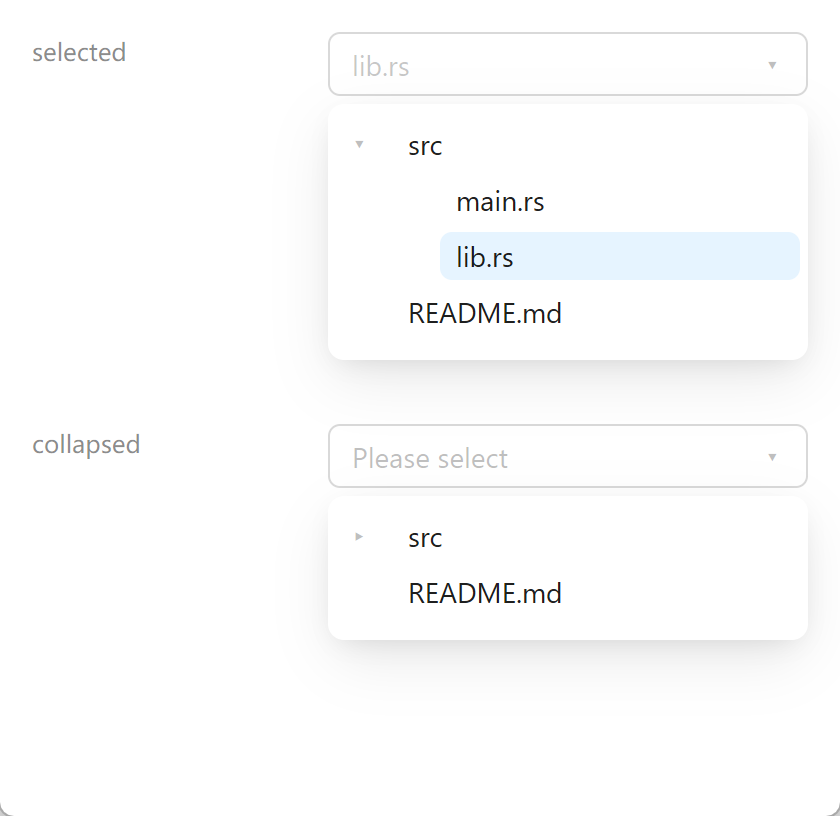 selected
lib.rs
src
main.rs
lib.rs
README.md
collapsed
Please select
src
README.md